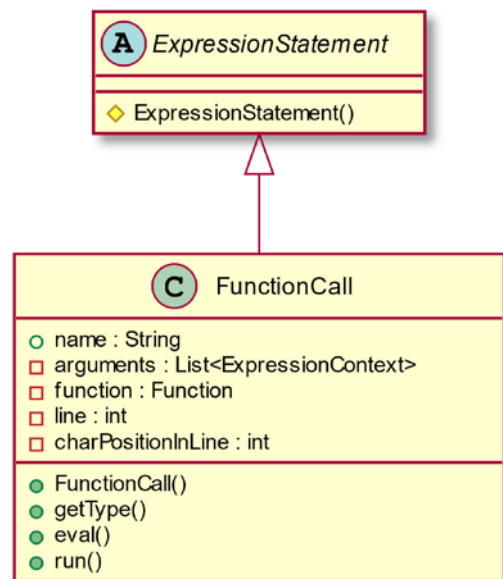 A ExpressionStatement
ExpressionStatement()
C FunctionCall
name : String
arguments : List<ExpressionContext>
function : Function
line : int
charPositionInLine : int
FunctionCall()
getType()
eval()
run()